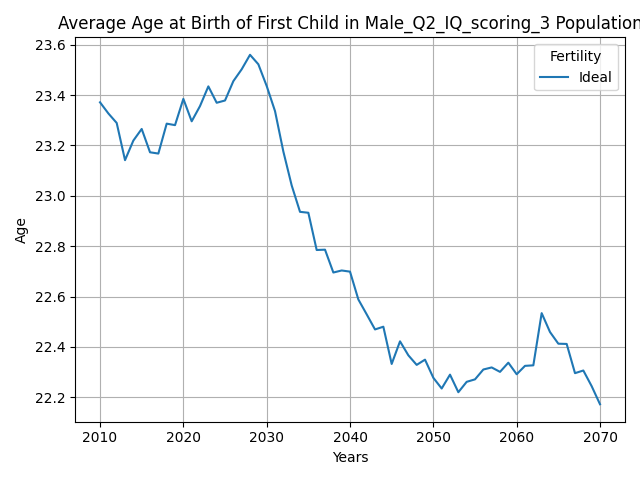 Average Age at Birth of First Child in Male_Q2_IQ_scoring_3 Population
Fertility
Ideal
Age
23.6
23.4
23.2
23.0
22.8
22.6
22.4
22.2
2010 2020 2030 2040 2050 2060 2070
Years